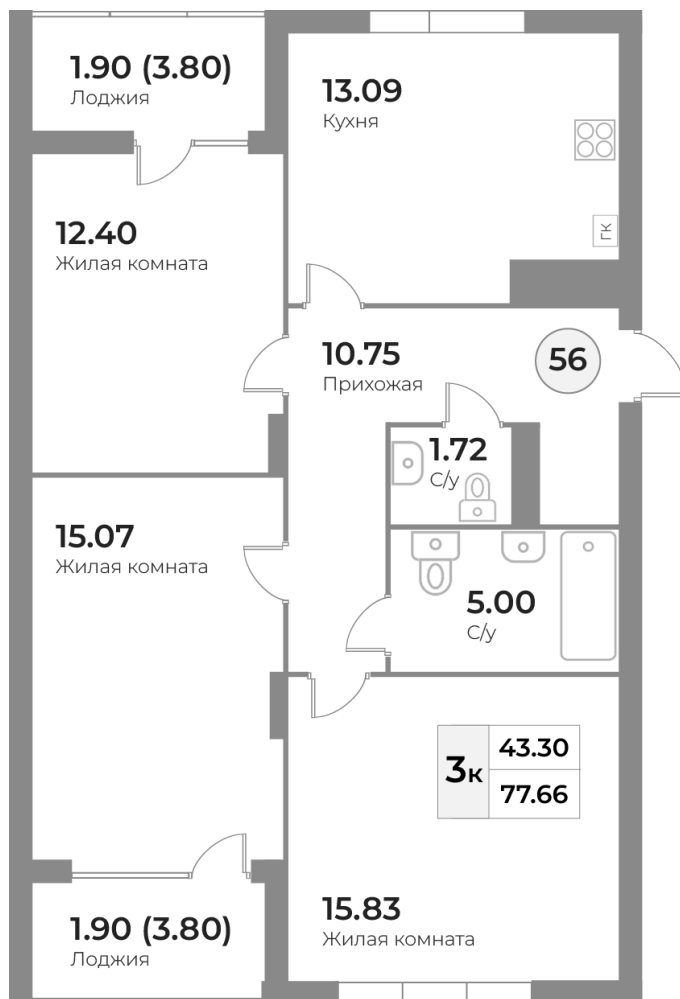 1.90 (3.80)
Лоджия
13.09
Кухня
ГК
12.40
Жилая комната
10.75
Прихожая
56
1.72
С/у
15.07
Жилая комната
5.00
С/у
3к
43.30
77.66
15.83
Жилая комната
1.90 (3.80)
Лоджия